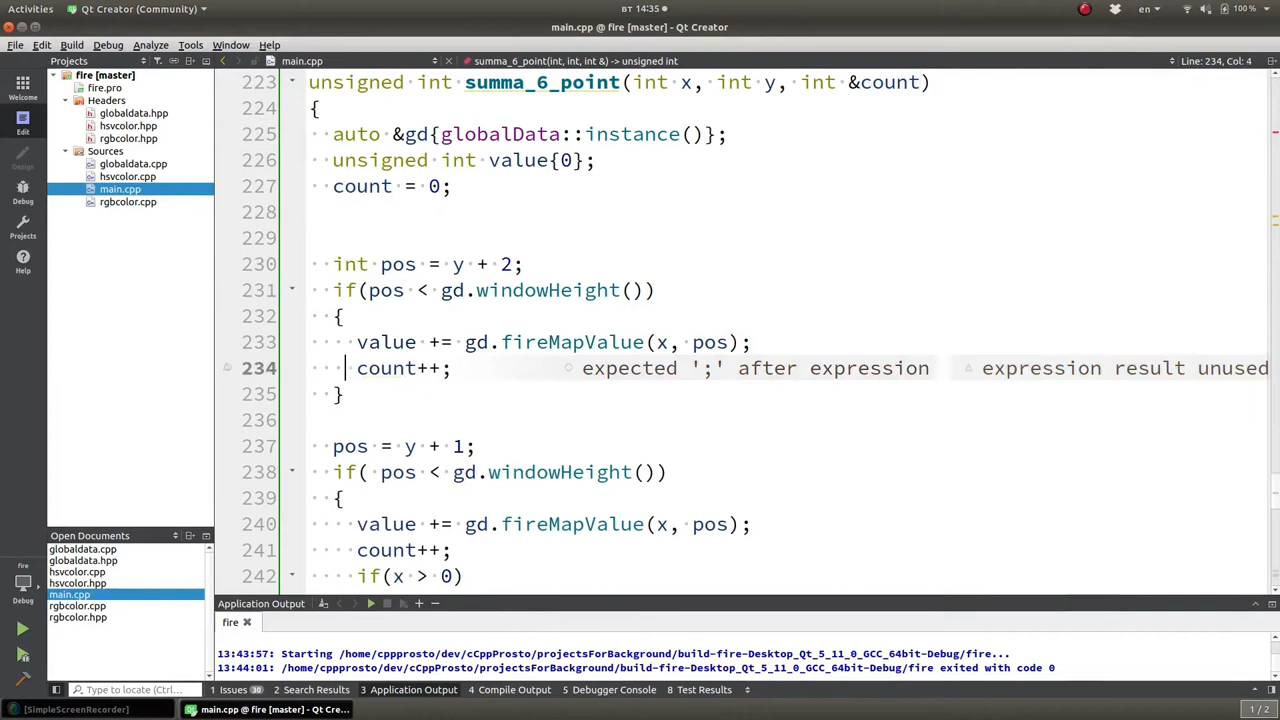 Activities
Qt Creator (Community)
ВТ 14:35
en
100 %
main.cpp @ fire [master] - Qt Creator
File Edit Build Debug Analyze Tools Window Help
Projects
main.cpp
summa_6_point(int, int, int &) -> unsigned int
Line: 234, Col: 4
Welcome
Edit
Design
Debug
Projects
Help
fire
Debug
fire [master]
fire.pro
Headers
globaldata.hpp
hsvcolor.hpp
rgbcolor.hpp
Sources
globaldata.cpp
hsvcolor.cpp
main.cpp
rgbcolor.cpp
Open Documents
globaldata.cpp
globaldata.hpp
hsvcolor.cpp
hsvcolor.hpp
main.cpp
rgbcolor.cpp
rgbcolor.hpp
223 unsigned int summa_6_point(int x, int y, int &count)
224 {
225 auto &gd{globalData::instance()};
226 unsigned int value{0};
227 count = 0;
228
229
230 int pos = y + 2;
231 if(pos < gd.windowHeight())
232 {
233 value += gd.fireMapValue(x, pos);
234 count++; expected ';' after expression expression result unused
235 }
236
237 pos = y + 1;
238 if( pos < gd.windowHeight())
239 {
240 value += gd.fireMapValue(x, pos);
241 count++;
242 if(x > 0)
Application Output
fire
13:43:57: Starting /home/cppprosto/dev/cCppProsto/projectsForBackground/build-fire-Desktop_Qt_5_11_0_GCC_64bit-Debug/fire...
13:44:01: /home/cppprosto/dev/cCppProsto/projectsForBackground/build-fire-Desktop_Qt_5_11_0_GCC_64bit-Debug/fire exited with code 0
Type to locate (Ctrl...
1 Issues 30
2 Search Results
3 Application Output
4 Compile Output
5 Debugger Console
8 Test Results
[SimpleScreenRecorder]
main.cpp @ fire [master] - Qt C...
1 / 2